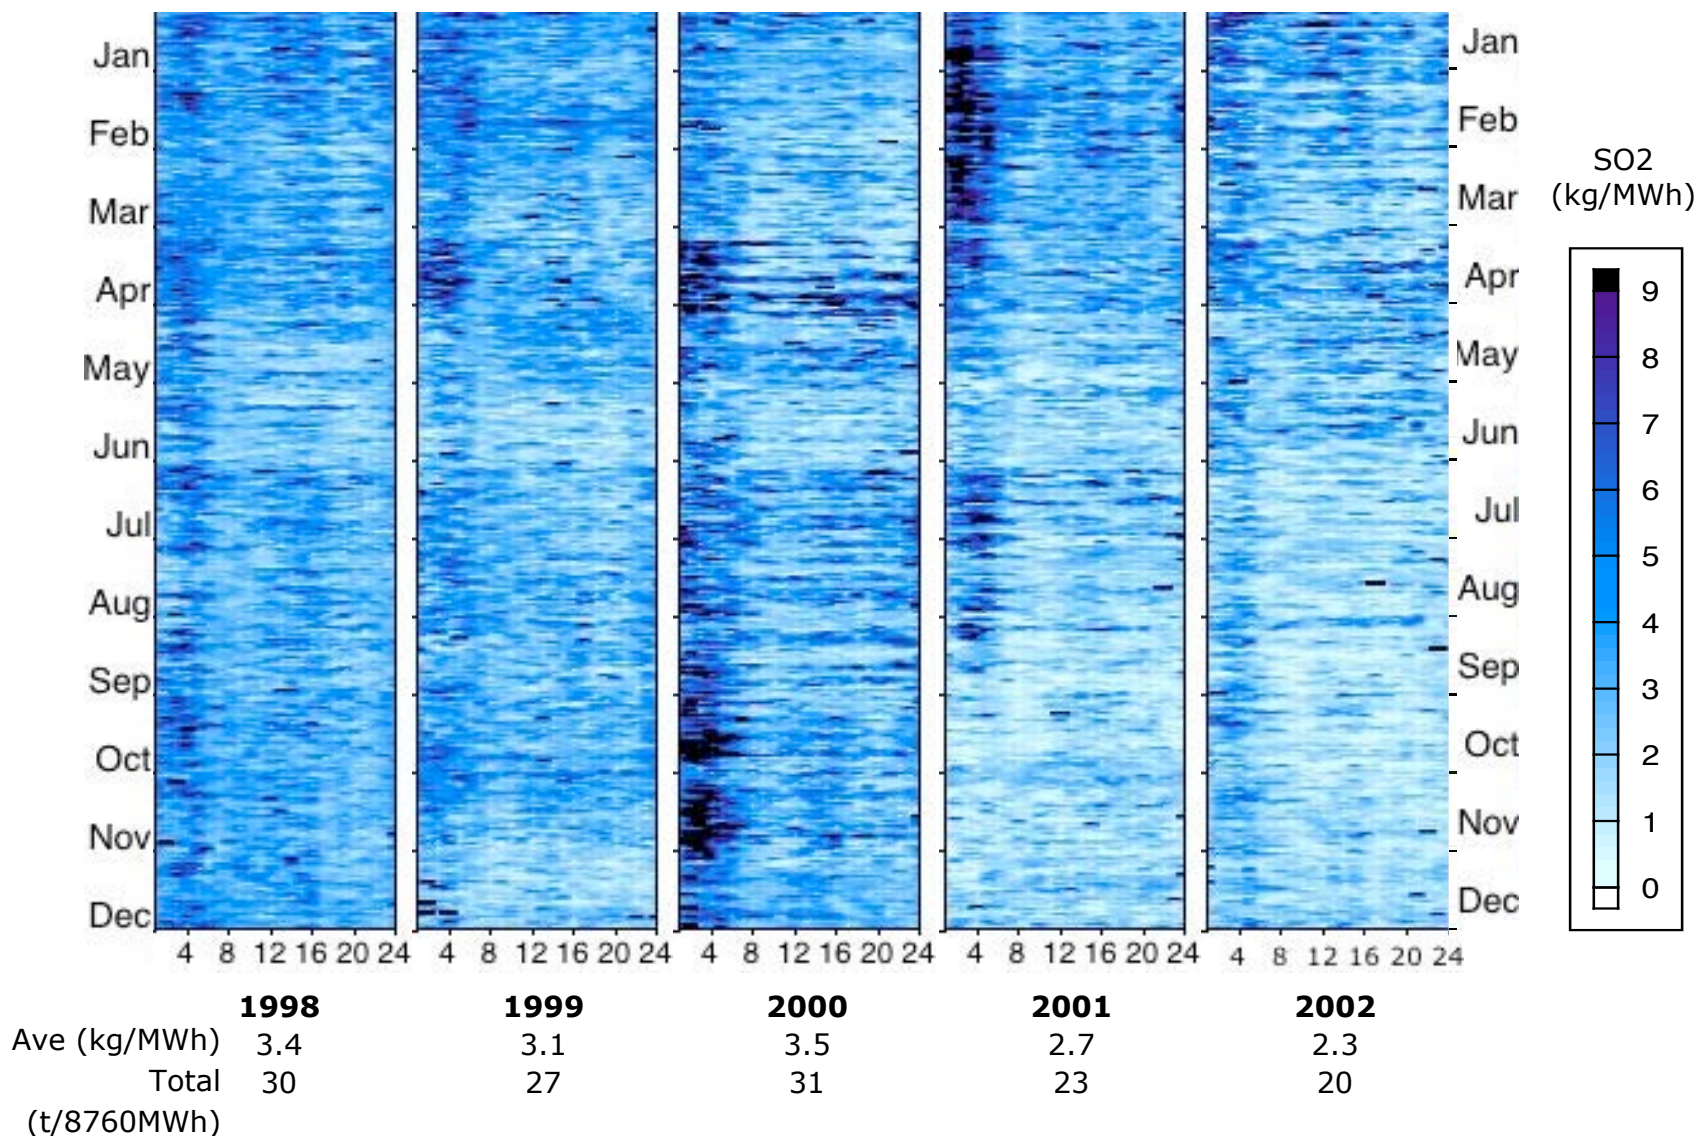 Jan
Feb
Mar
Apr
May
Jun
Jul
Aug
Sep
Oct
Nov
Dec
Jan
Feb
Mar
Apr
May
Jun
Jul
Aug
Sep
Oct
Nov
Dec
SO2
(kg/MWh)
9
8
7
6
5
4
3
2
1
0
4 8 12 16 20 24
4 8 12 16 20 24
4 8 12 16 20 24
4 8 12 16 20 24
4 8 12 16 20 24
1998 1999 2000 2001 2002
Ave (kg/MWh) 3.4 3.1 3.5 2.7 2.3
Total 30 27 31 23 20
(t/8760MWh)